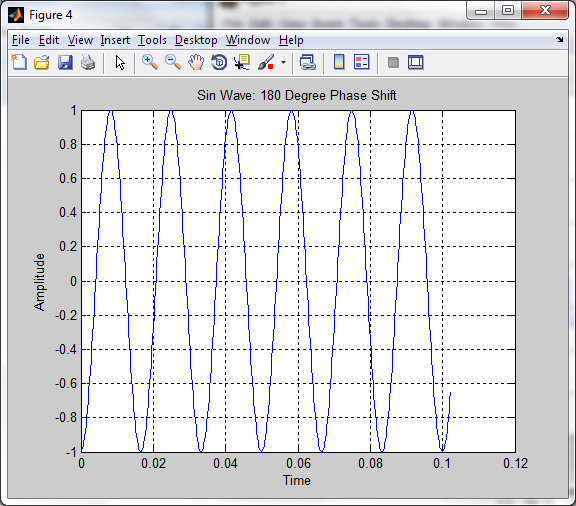 Figure 4
File Edit View Insert Tools Desktop Window Help
Sin Wave: 180 Degree Phase Shift
1
0.8
0.6
0.4
0.2
0
-0.2
-0.4
-0.6
-0.8
-1
Amplitude
0 0.02 0.04 0.06 0.08 0.1 0.12
Time